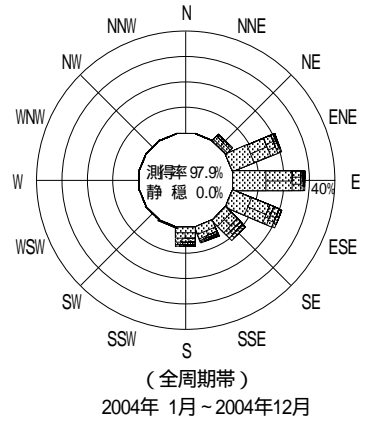 N
NNW NNE
NW NE
WNW ENE
測得率 97.9%
W 40% E
静 穏 0.0%
WSW ESE
SW SE
SSW SSE
S
(全周期帯)
2004年 1月~2004年12月